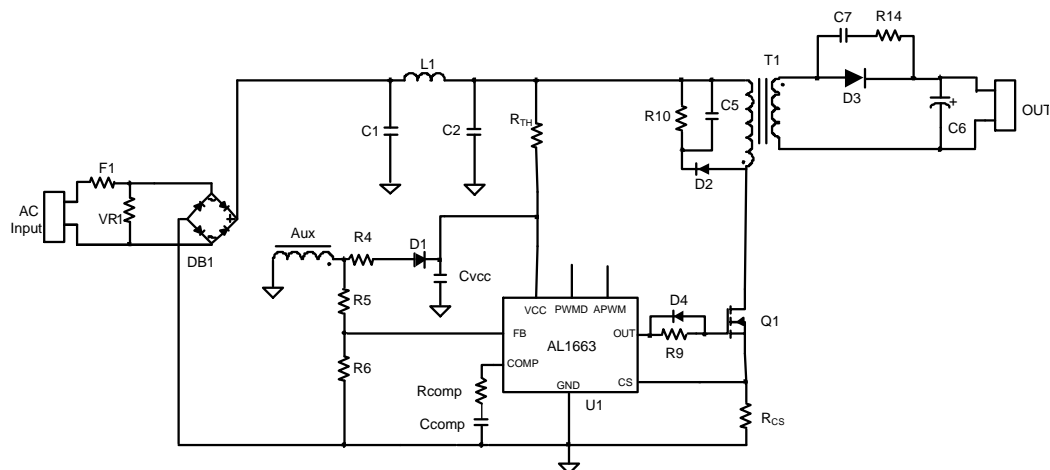 C7
R14
T1
L1
D3
R10
C5
C1
C2
RTH
C6
+
OUT
D2
F1
AC
Input
VR1
+
DB1
Aux
R4
D1
Cvcc
R5
VCC
PWMD
APWM
D4
FB
OUT
Q1
AL1663
R9
R6
COMP
CS
Rcomp
GND
U1
Ccomp
RCS